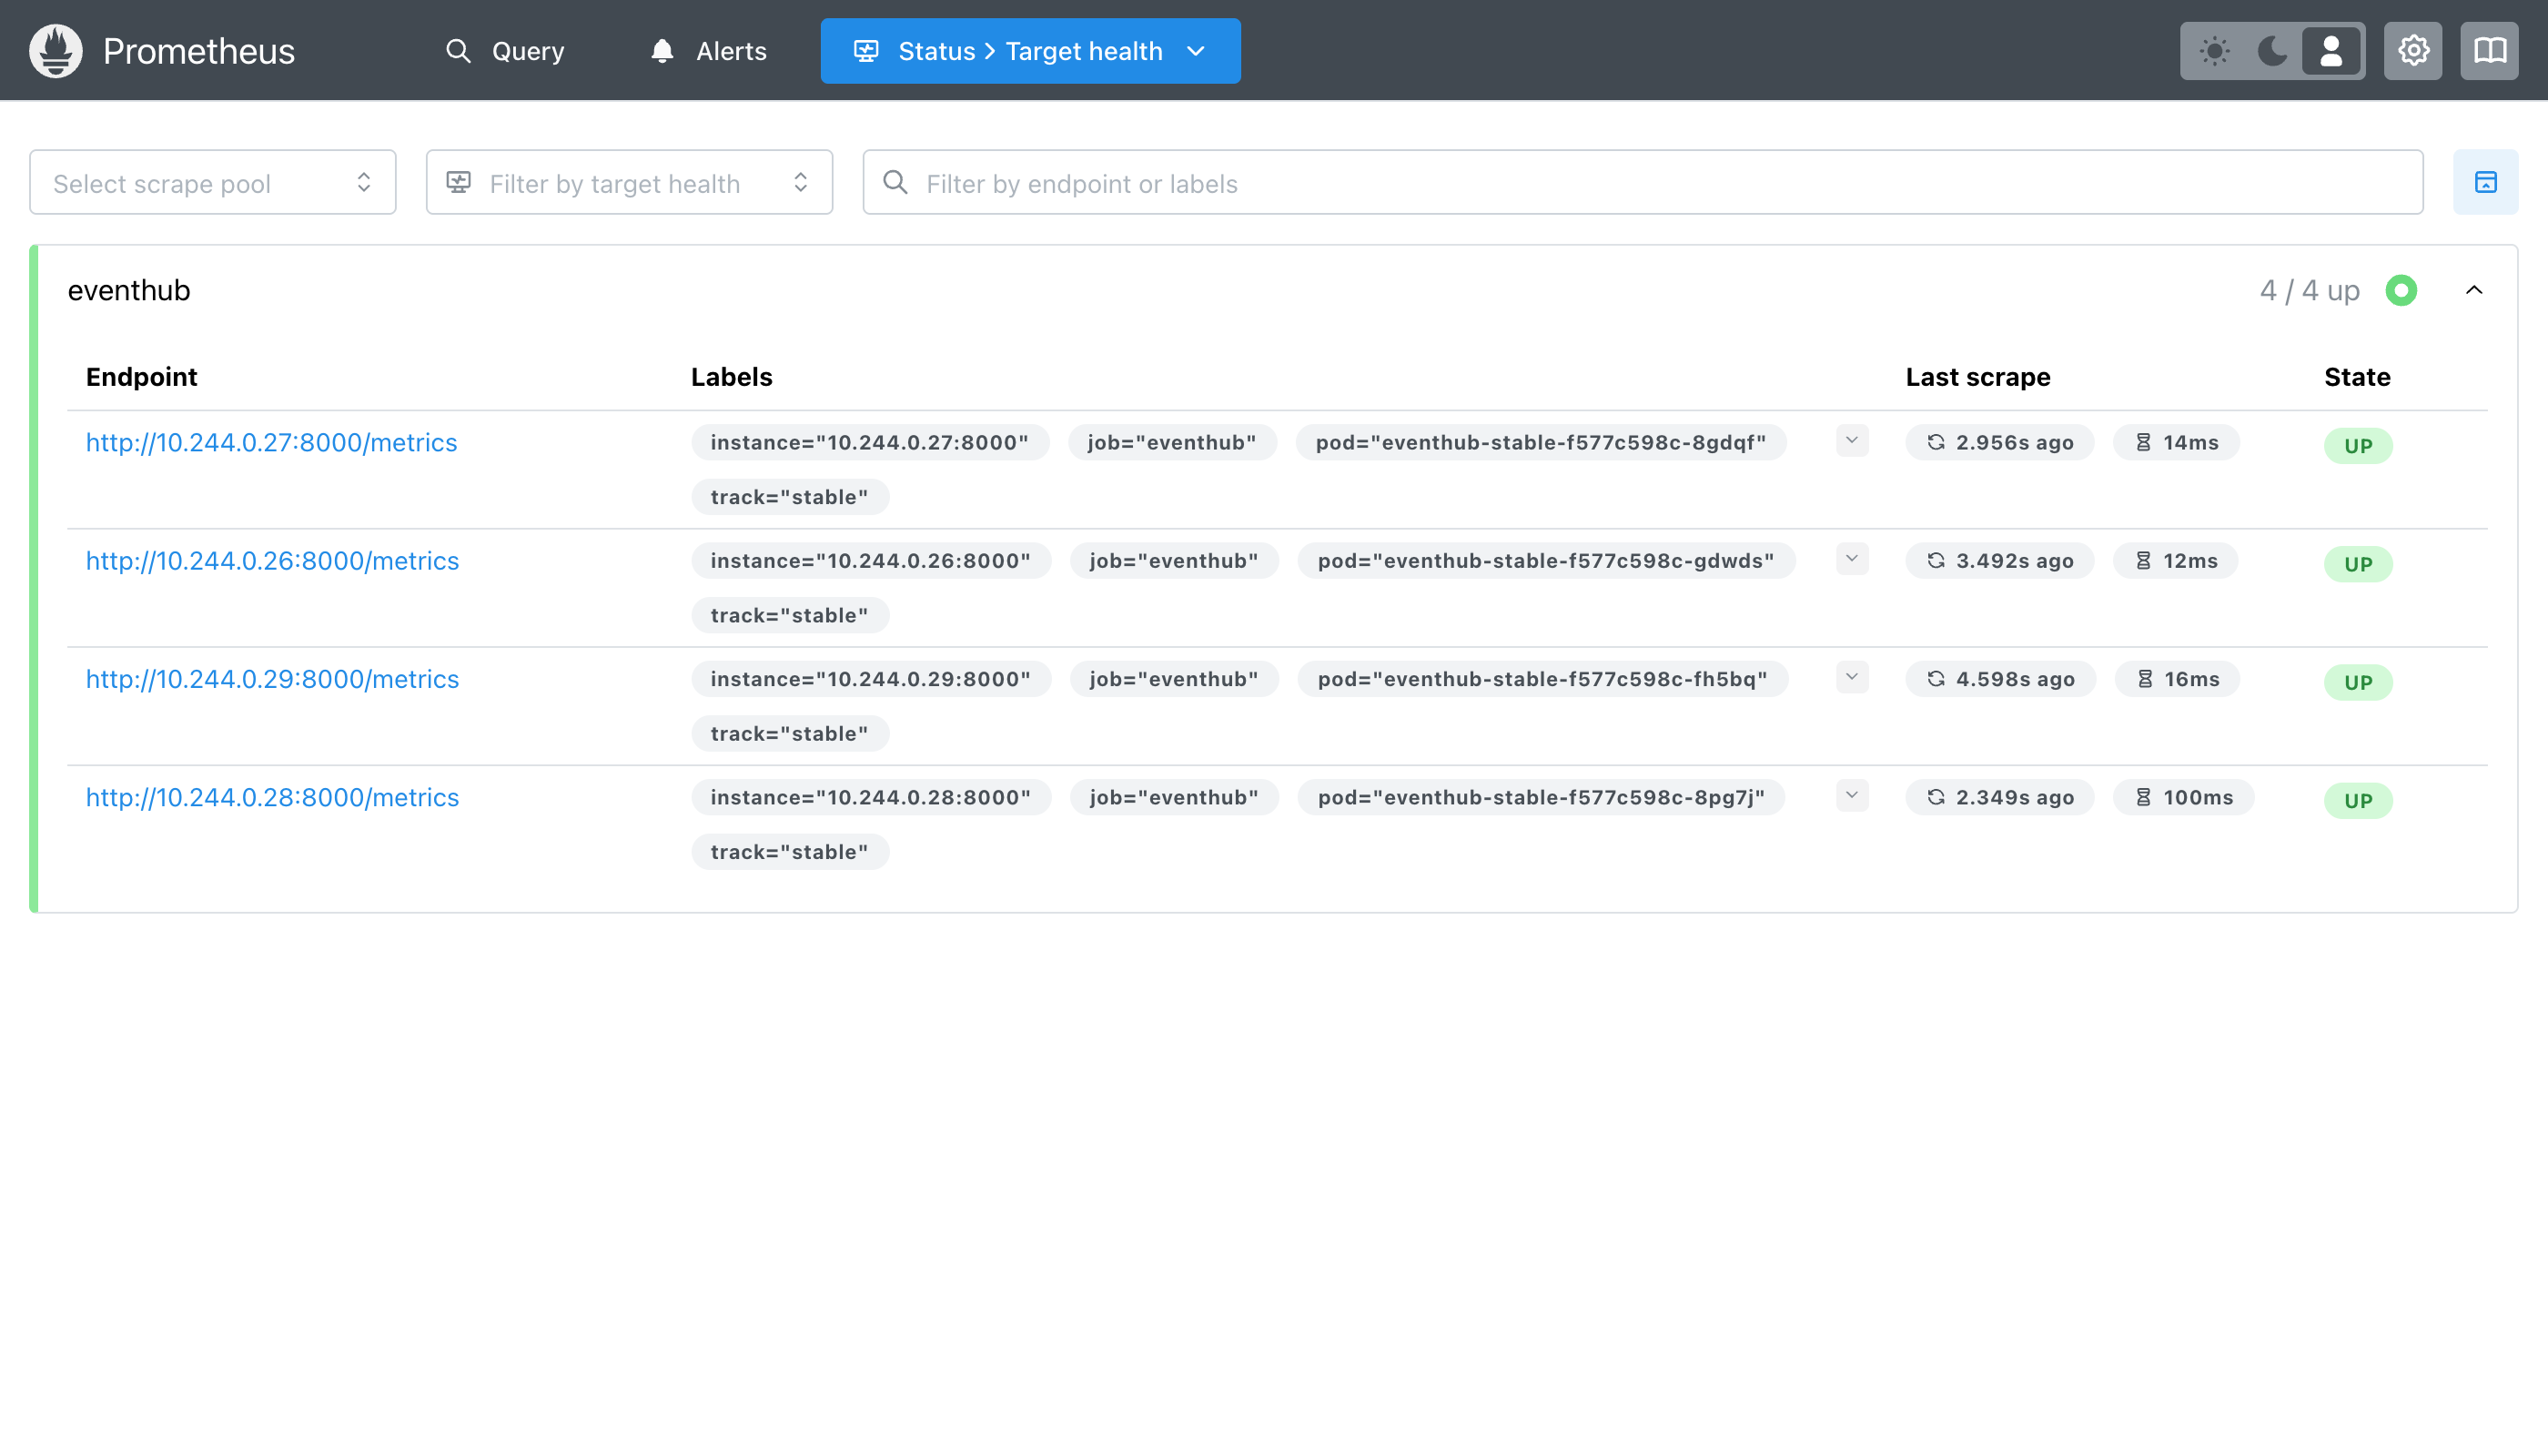 Prometheus Query Alerts Status > Target health
Select scrape pool Filter by target health Filter by endpoint or labels
eventhub 4 / 4 up
Endpoint Labels Last scrape State
http://10.244.0.27:8000/metrics instance="10.244.0.27:8000" job="eventhub" pod="eventhub-stable-f577c598c-8gdqf" 2.956s ago 14ms UP
track="stable"
http://10.244.0.26:8000/metrics instance="10.244.0.26:8000" job="eventhub" pod="eventhub-stable-f577c598c-gdwds" 3.492s ago 12ms UP
track="stable"
http://10.244.0.29:8000/metrics instance="10.244.0.29:8000" job="eventhub" pod="eventhub-stable-f577c598c-fh5bq" 4.598s ago 16ms UP
track="stable"
http://10.244.0.28:8000/metrics instance="10.244.0.28:8000" job="eventhub" pod="eventhub-stable-f577c598c-8pg7j" 2.349s ago 100ms UP
track="stable"